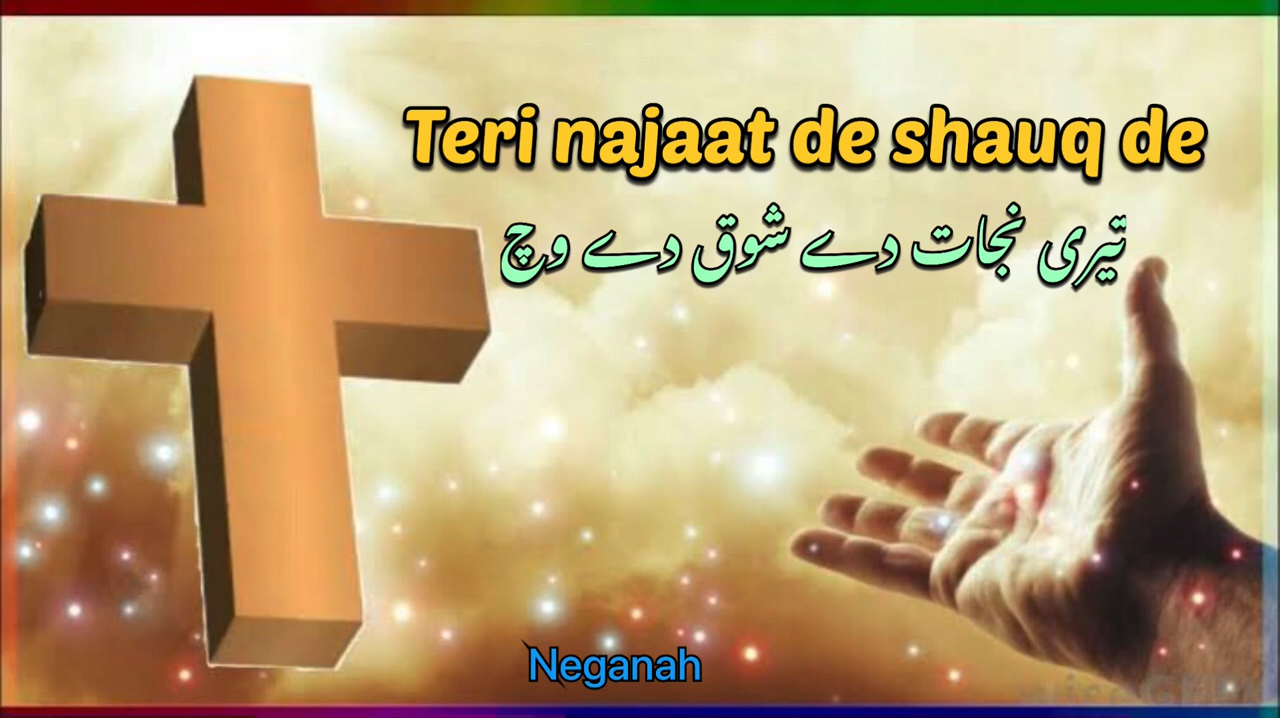 Teri najaat de shauq de
تیری نجات دے شوق دے وچ
Neganah